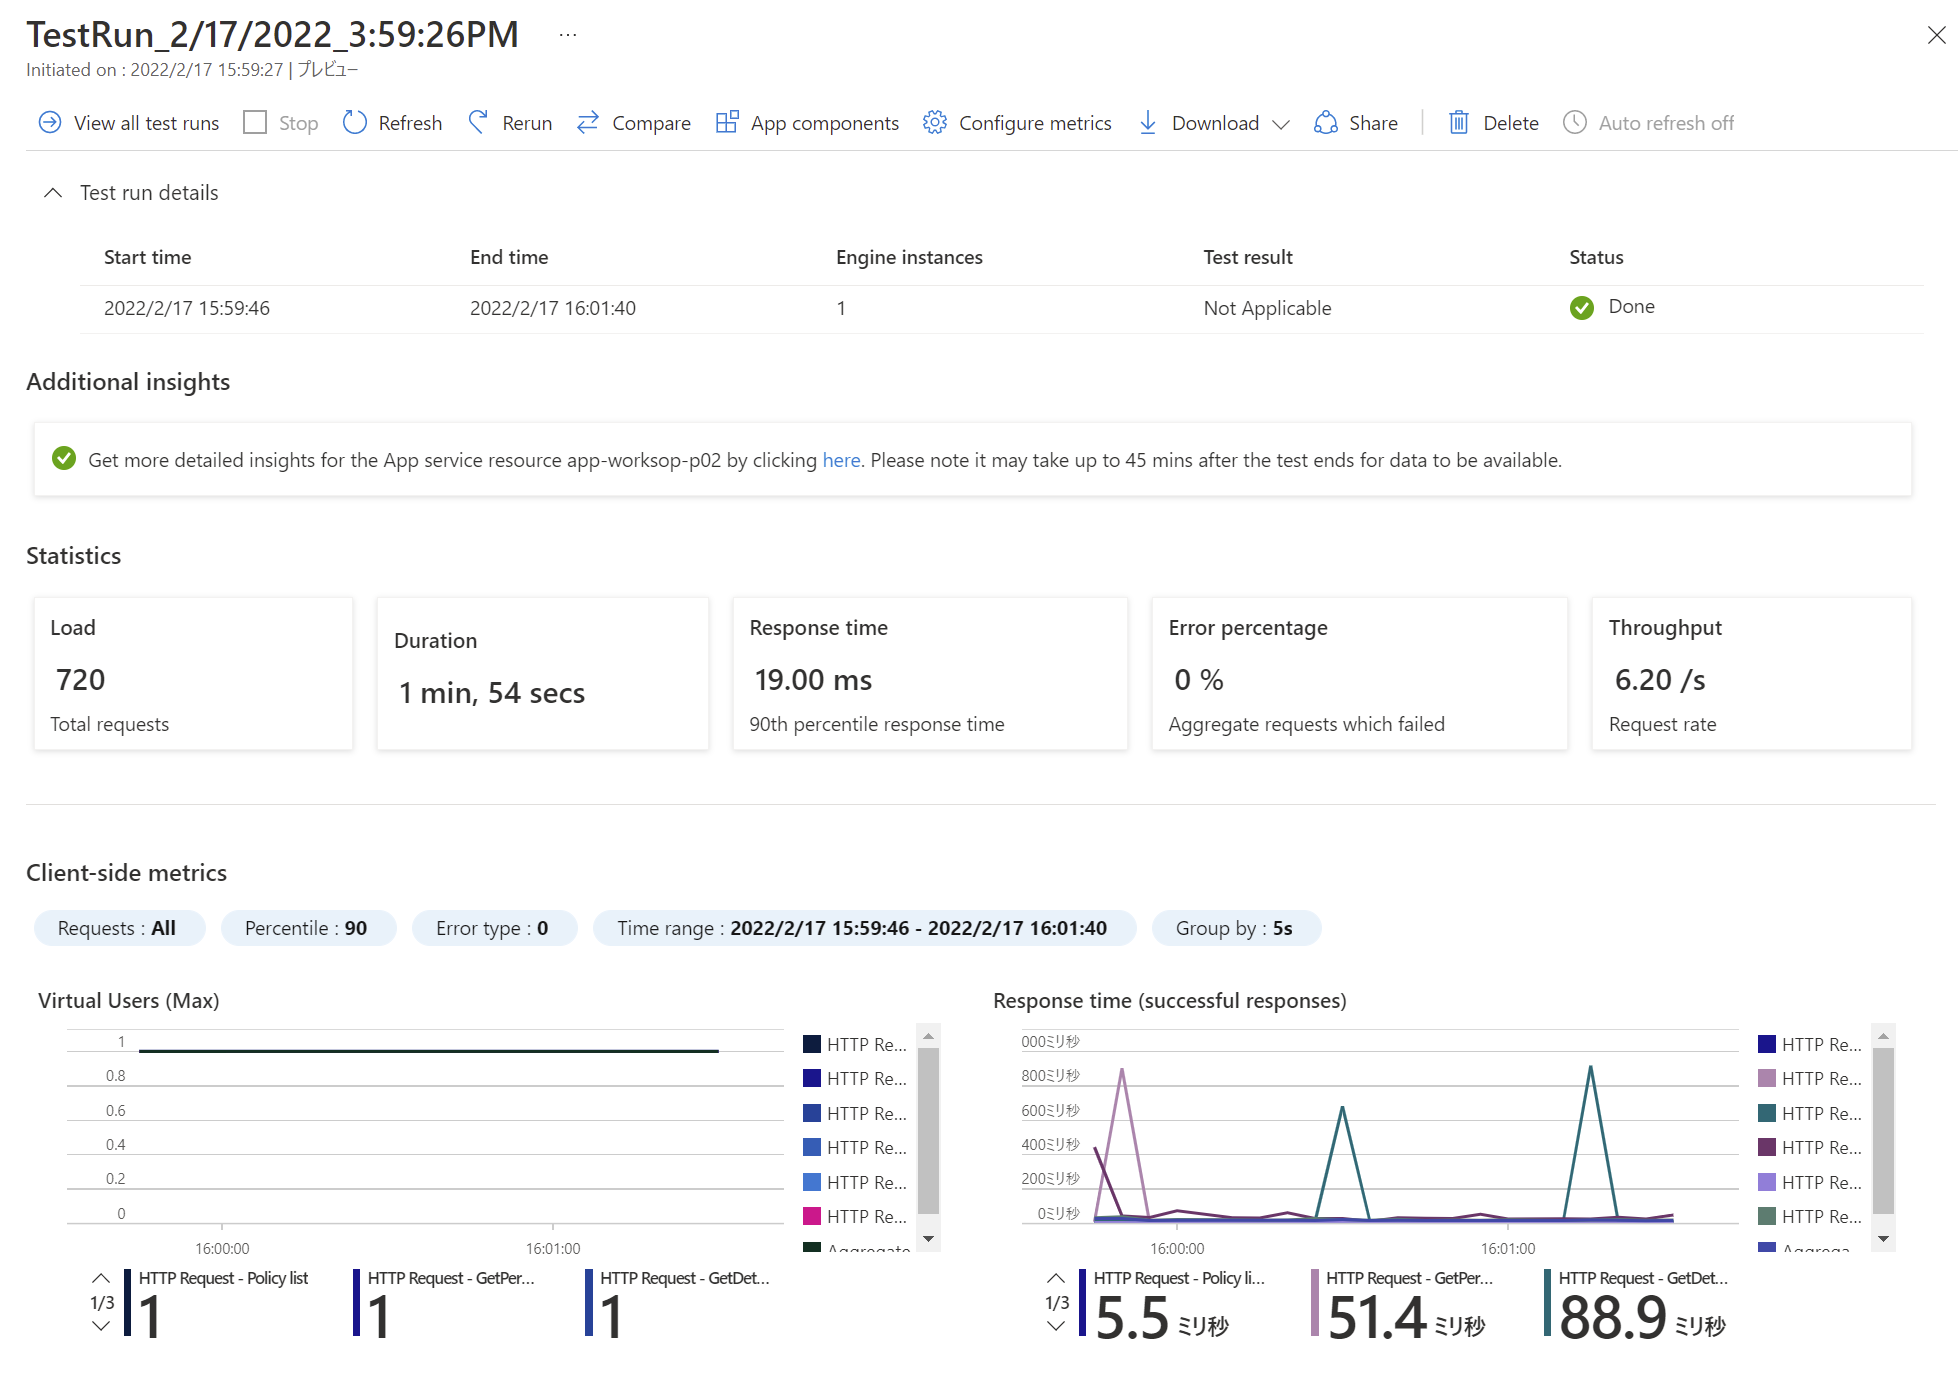 TestRun_2/17/2022_3:59:26PM ...
Initiated on : 2022/2/17 15:59:27 | プレビュー
View all test runs Stop Refresh Rerun Compare App components Configure metrics Download Share Delete Auto refresh off
Test run details
Start time End time Engine instances Test result Status
2022/2/17 15:59:46 2022/2/17 16:01:40 1 Not Applicable Done
Additional insights
Get more detailed insights for the App service resource app-worksop-p02 by clicking here. Please note it may take up to 45 mins after the test ends for data to be available.
Statistics
Load
720
Total requests
Duration
1 min, 54 secs
Response time
19.00 ms
90th percentile response time
Error percentage
0 %
Aggregate requests which failed
Throughput
6.20 /s
Request rate
Client-side metrics
Requests : All Percentile : 90 Error type : 0 Time range : 2022/2/17 15:59:46 - 2022/2/17 16:01:40 Group by : 5s
Virtual Users (Max)
1
0.8
0.6
0.4
0.2
0
16:00:00 16:01:00
HTTP Re...
HTTP Re...
HTTP Re...
HTTP Re...
HTTP Re...
HTTP Re...
Aggregate
1/3
HTTP Request - Policy list
1
HTTP Request - GetPer...
1
HTTP Request - GetDet...
1
Response time (successful responses)
000ミリ秒
800ミリ秒
600ミリ秒
400ミリ秒
200ミリ秒
0ミリ秒
16:00:00 16:01:00
HTTP Re...
HTTP Re...
HTTP Re...
HTTP Re...
HTTP Re...
HTTP Re...
Aggrega...
1/3
HTTP Request - Policy li...
5.5 ミリ秒
HTTP Request - GetPer...
51.4 ミリ秒
HTTP Request - GetDet...
88.9 ミリ秒